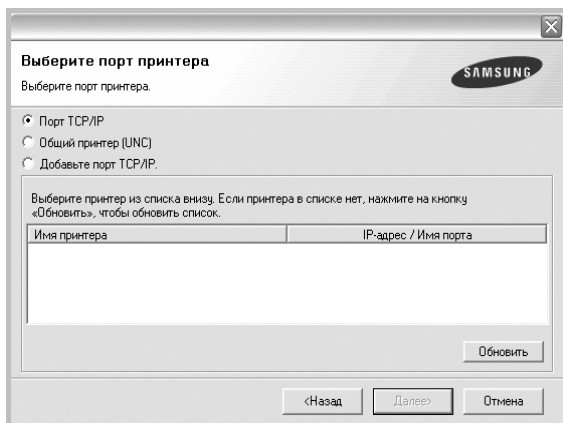 Выберите порт принтера
Выберите порт принтера.
SAMSUNG
Порт TCP/IP
Общий принтер (UNC)
Добавьте порт TCP/IP.
Выберите принтер из списка внизу. Если принтера в списке нет, нажмите на кнопку
«Обновить», чтобы обновить список.
Имя принтера IP-адрес / Имя порта
Обновить
<Назад Далее> Отмена